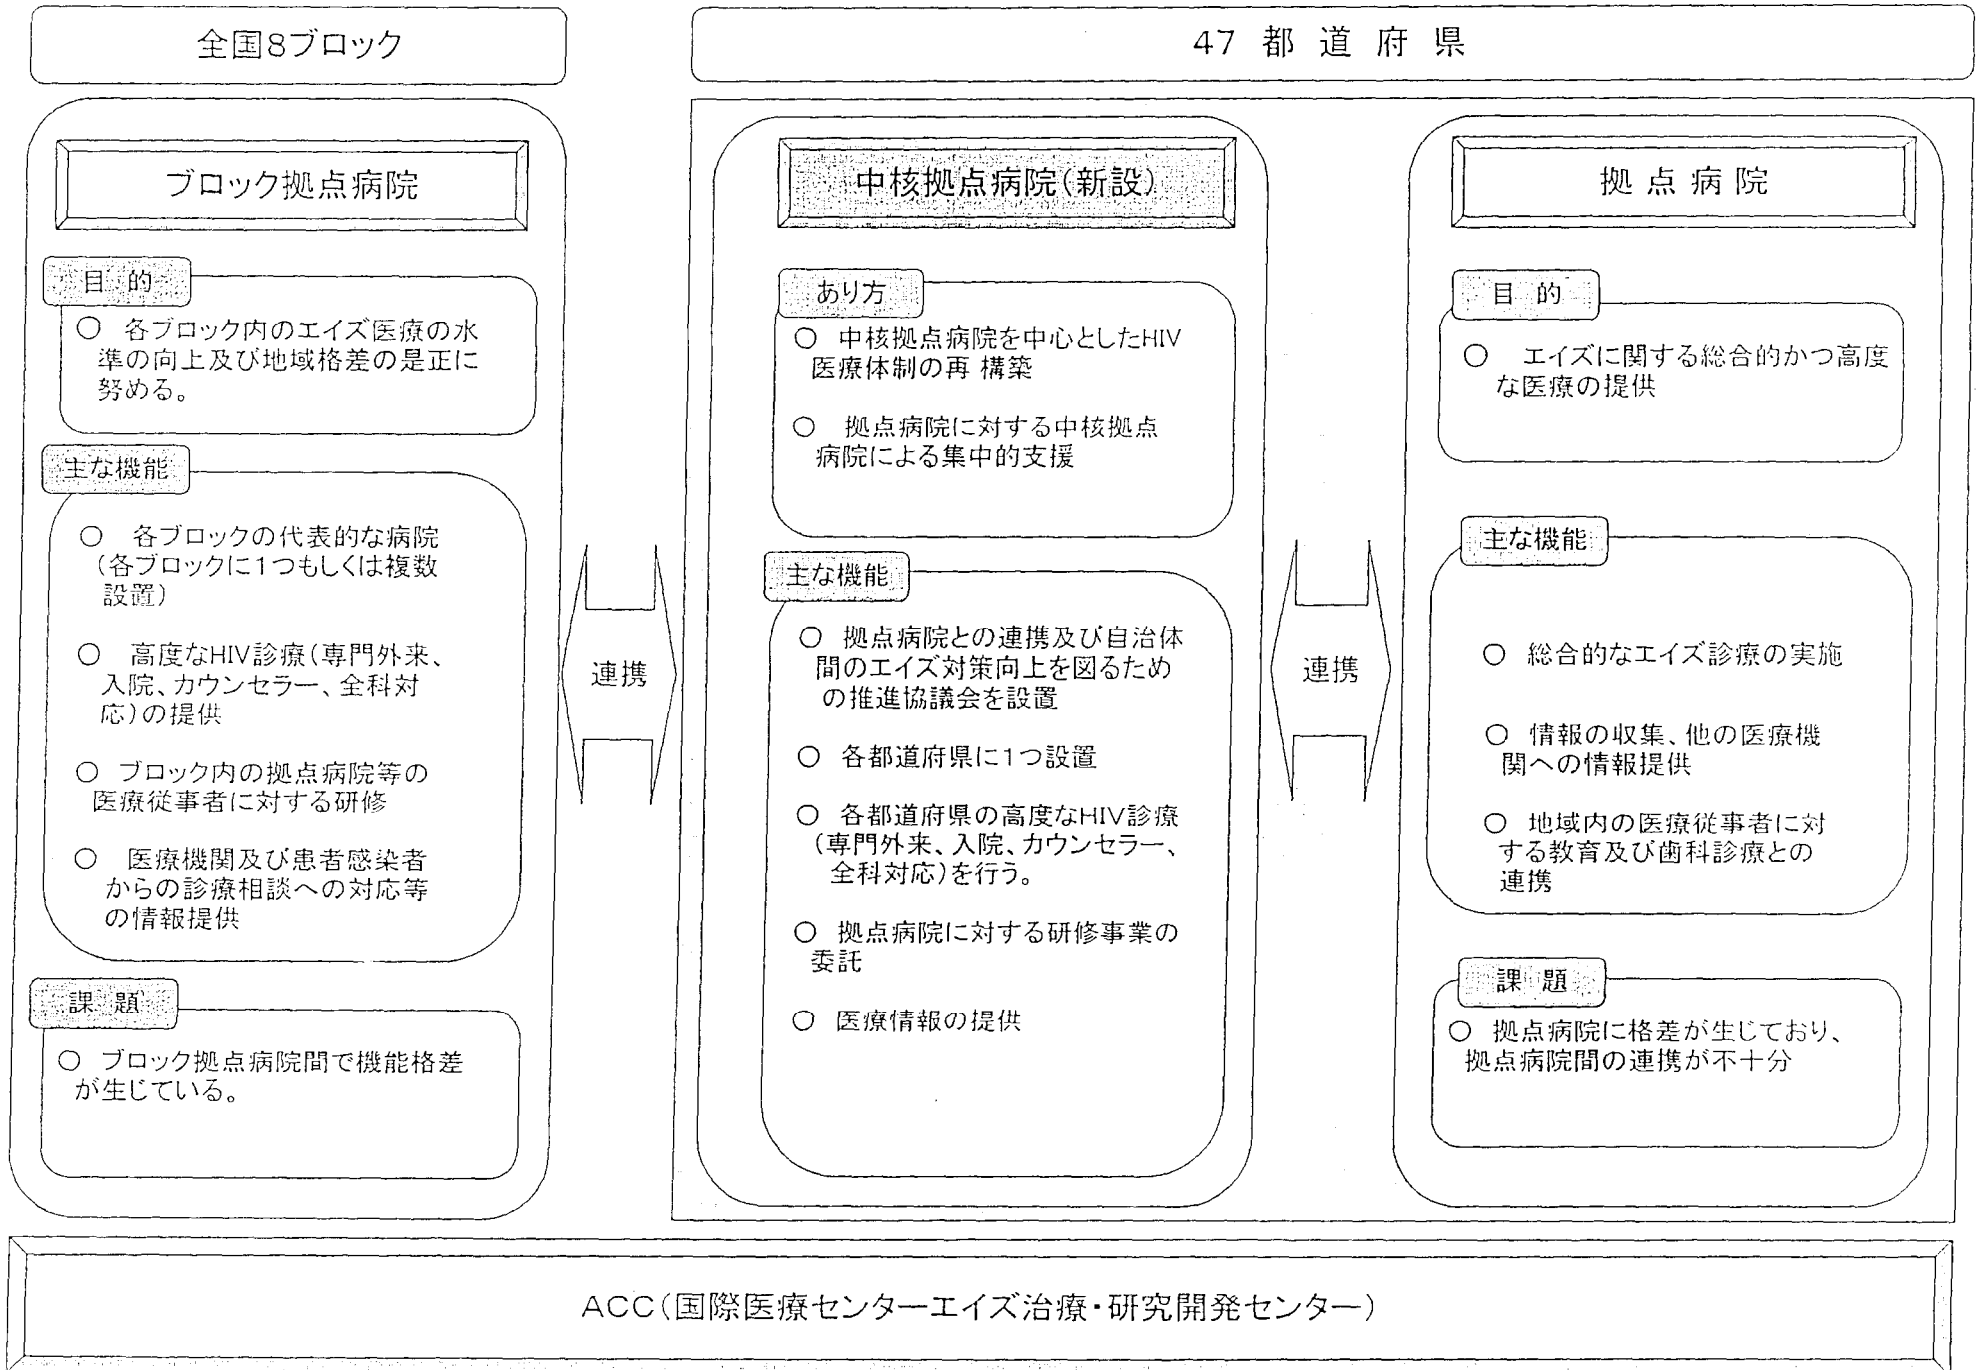 全国8ブロック
47 都 道 府 県
ブロック拠点病院
目 的
○ 各ブロック内のエイズ医療の水
準の向上及び地域格差の是正に
努める。
主な機能
○ 各ブロックの代表的な病院
(各ブロックに1つもしくは複数
設置)
○ 高度なHIV診療(専門外来、
入院、カウンセラー、全科対
応)の提供
○ ブロック内の拠点病院等の
医療従事者に対する研修
○ 医療機関及び患者感染者
からの診療相談への対応等
の情報提供
課 題
○ ブロック拠点病院間で機能格差
が生じている。
連携
中核拠点病院(新設)
あり方
○ 中核拠点病院を中心としたHIV
医療体制の再 構築
○ 拠点病院に対する中核拠点
病院による集中的支援
主な機能
○ 拠点病院との連携及び自治体
間のエイズ対策向上を図るため
の推進協議会を設置
○ 各都道府県に1つ設置
○ 各都道府県の高度なHIV診療
(専門外来、入院、カウンセラー、
全科対応)を行う。
○ 拠点病院に対する研修事業の
委託
○ 医療情報の提供
連携
拠 点 病 院
目 的
○ エイズに関する総合的かつ高度
な医療の提供
主な機能
○ 総合的なエイズ診療の実施
○ 情報の収集、他の医療機
関への情報提供
○ 地域内の医療従事者に対
する教育及び歯科診療との
連携
課 題
○ 拠点病院に格差が生じており、
拠点病院間の連携が不十分
ACC(国際医療センターエイズ治療・研究開発センター)